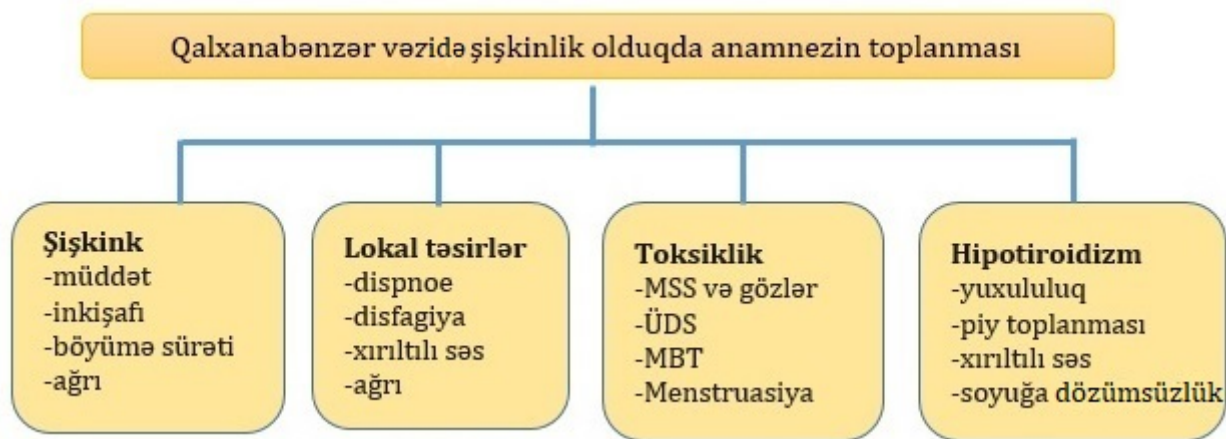 Qalxanabənzər vəzidə şişkinlik olduqda anamnezin toplanması
Şişkink
-müddət
-inkişafı
-böyümə sürəti
-ağrı
Lokal təsirlər
-dispnoe
-disfagiya
-xırıltılı səs
-ağrı
Toksiklik
-MSS və gözlər
-ÜDS
-MBT
-Menstruasiya
Hipotiroidizm
-yuxululuq
-piy toplanması
-xırıltılı səs
-soyuğa dözümsüzlük